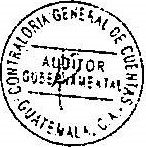 CONTRALORIA GENERAL DE CUENTAS
AUDITOR
GUBERNAMENTAL
GUATEMALA, C.A.